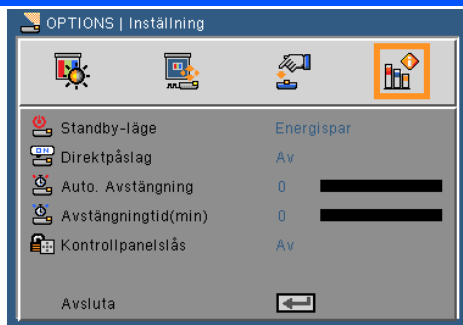 OPTIONS | Inställning
Standby-läge Energispar
Direktpåslag Av
Auto. Avstängning 0
Avstängningtid(min) 0
Kontrollpanelslås Av
Avsluta